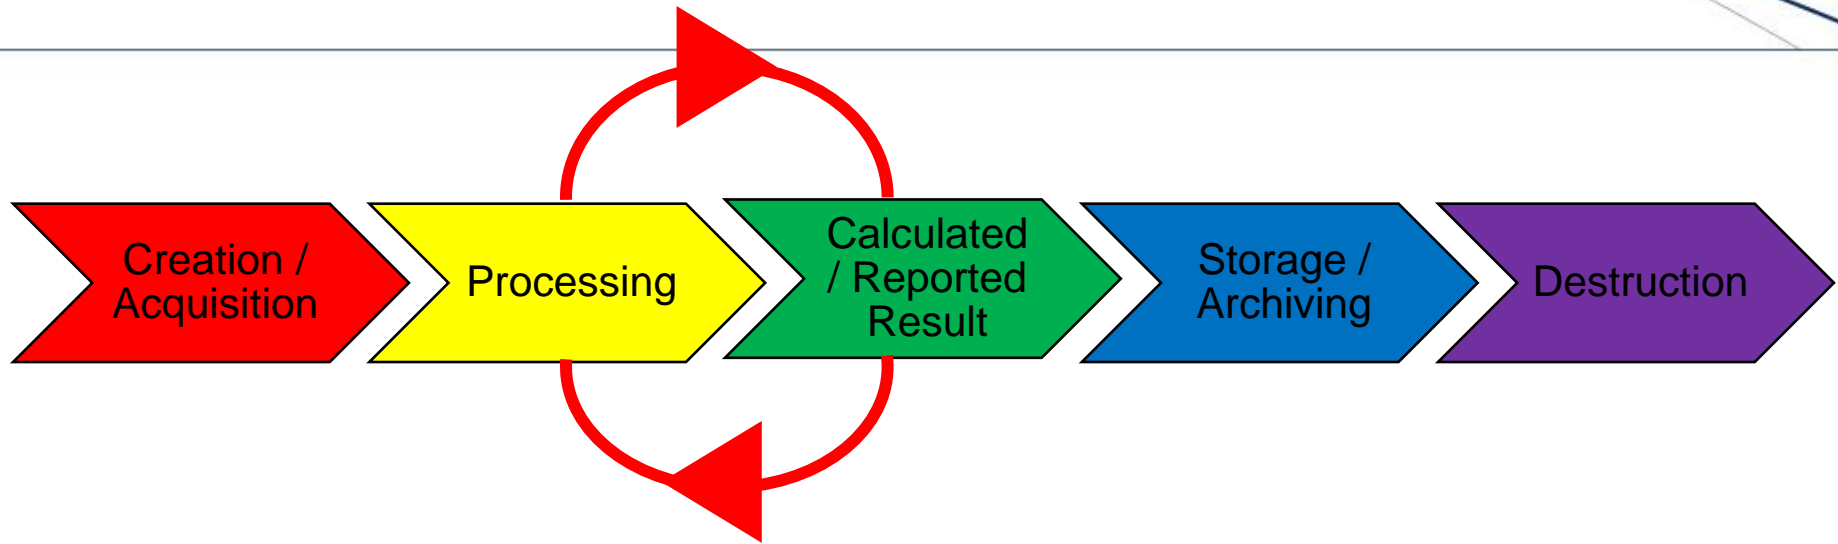 Creation /
Acquisition
Processing
Calculated
/ Reported
Result
Storage /
Archiving
Destruction